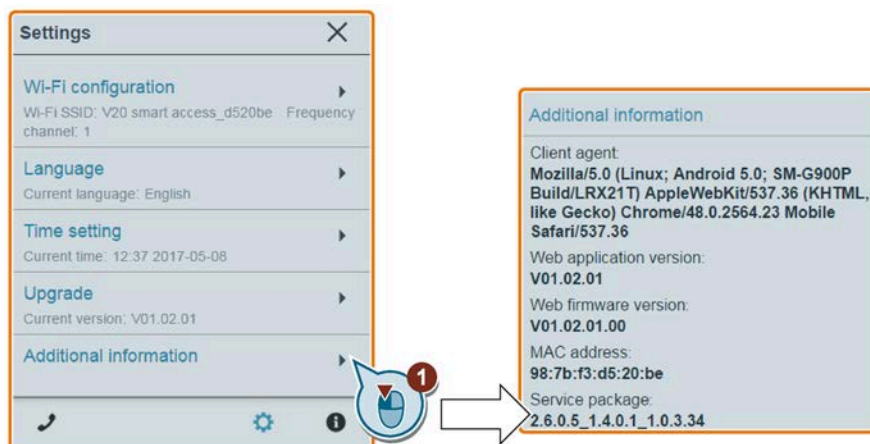 Settings
Wi-Fi configuration
Wi-Fi SSID: V20 smart access_d520be Frequency
channel: 1
Language
Current language: English
Time setting
Current time: 12:37 2017-05-08
Upgrade
Current version: V01.02.01
Additional information
1
Additional information
Client agent:
Mozilla/5.0 (Linux; Android 5.0; SM-G900P
Build/LRX21T) AppleWebKit/537.36 (KHTML,
like Gecko) Chrome/48.0.2564.23 Mobile
Safari/537.36
Web application version:
V01.02.01
Web firmware version:
V01.02.01.00
MAC address:
98:7b:f3:d5:20:be
Service package:
2.6.0.5_1.4.0.1_1.0.3.34